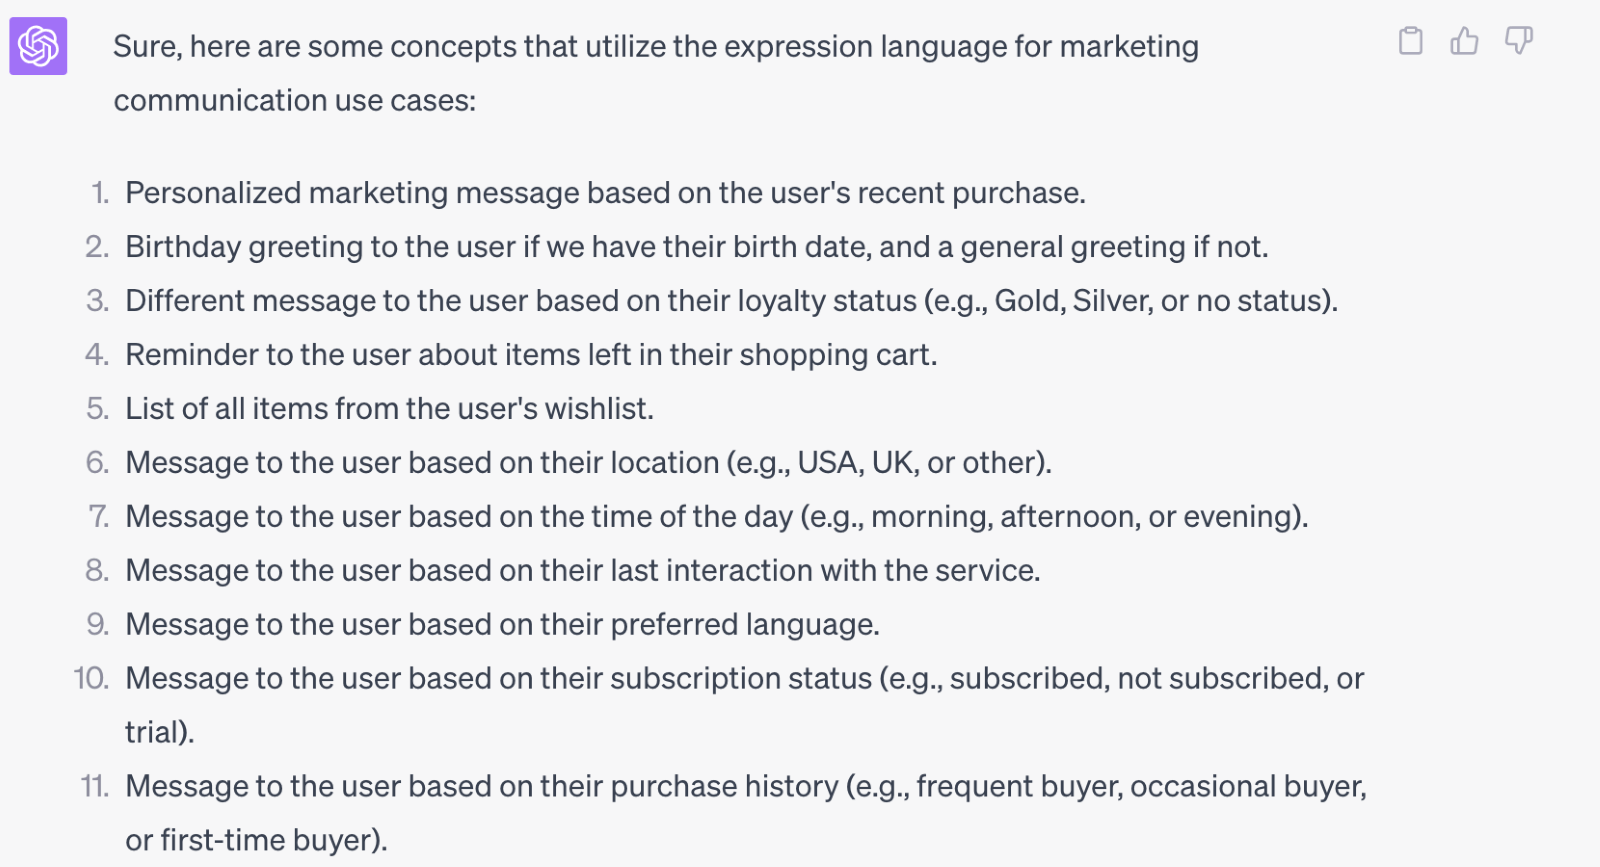 Sure, here are some concepts that utilize the expression language for marketing
communication use cases:
1. Personalized marketing message based on the user's recent purchase.
2. Birthday greeting to the user if we have their birth date, and a general greeting if not.
3. Different message to the user based on their loyalty status (e.g., Gold, Silver, or no status).
4. Reminder to the user about items left in their shopping cart.
5. List of all items from the user's wishlist.
6. Message to the user based on their location (e.g., USA, UK, or other).
7. Message to the user based on the time of the day (e.g., morning, afternoon, or evening).
8. Message to the user based on their last interaction with the service.
9. Message to the user based on their preferred language.
10. Message to the user based on their subscription status (e.g., subscribed, not subscribed, or
trial).
11. Message to the user based on their purchase history (e.g., frequent buyer, occasional buyer,
or first-time buyer).